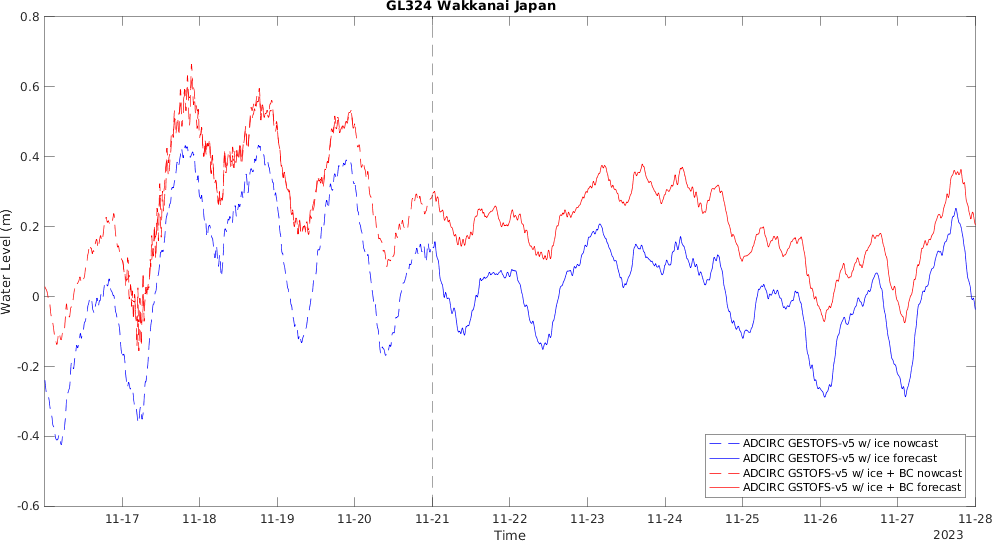 GL324 Wakkanai Japan
0.8
0.6
0.4
0.2
0
-0.2
-0.4
-0.6
Water Level (m)
ADCIRC GESTOFS-v5 w/ ice nowcast
ADCIRC GESTOFS-v5 w/ ice forecast
ADCIRC GSTOFS-v5 w/ ice + BC nowcast
ADCIRC GSTOFS-v5 w/ ice + BC forecast
11-17 11-18 11-19 11-20 11-21 11-22 11-23 11-24 11-25 11-26 11-27 11-28
Time
2023